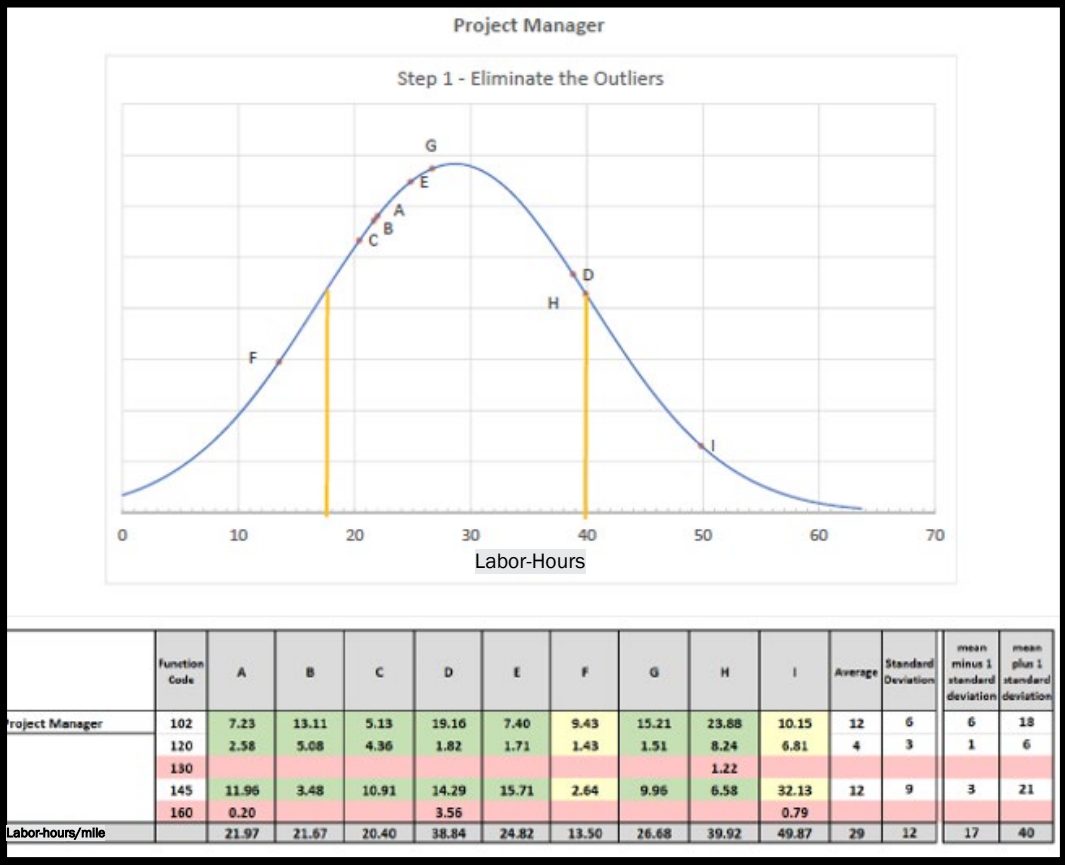 Project Manager
Step 1 - Eliminate the Outliers
G
E
A
B
C
D
H
F
I
0 10 20 30 40 50 60 70
Labor-Hours
Function Code A B C D E F G H I Average Standard Deviation mean minus 1 standard deviation mean plus 1 standard deviation
Project Manager 102 7.23 13.11 5.13 19.16 7.40 9.43 15.21 23.88 10.15 12 6 6 18
120 2.58 5.08 4.36 1.82 1.71 1.43 1.51 8.24 6.81 4 3 1 6
130 1.22
145 11.96 3.48 10.91 14.29 15.71 2.64 9.96 6.58 32.13 12 9 3 21
160 0.20 3.56 0.79
Labor-hours/mile 21.97 21.67 20.40 38.84 24.82 13.50 26.68 39.92 49.87 29 12 17 40